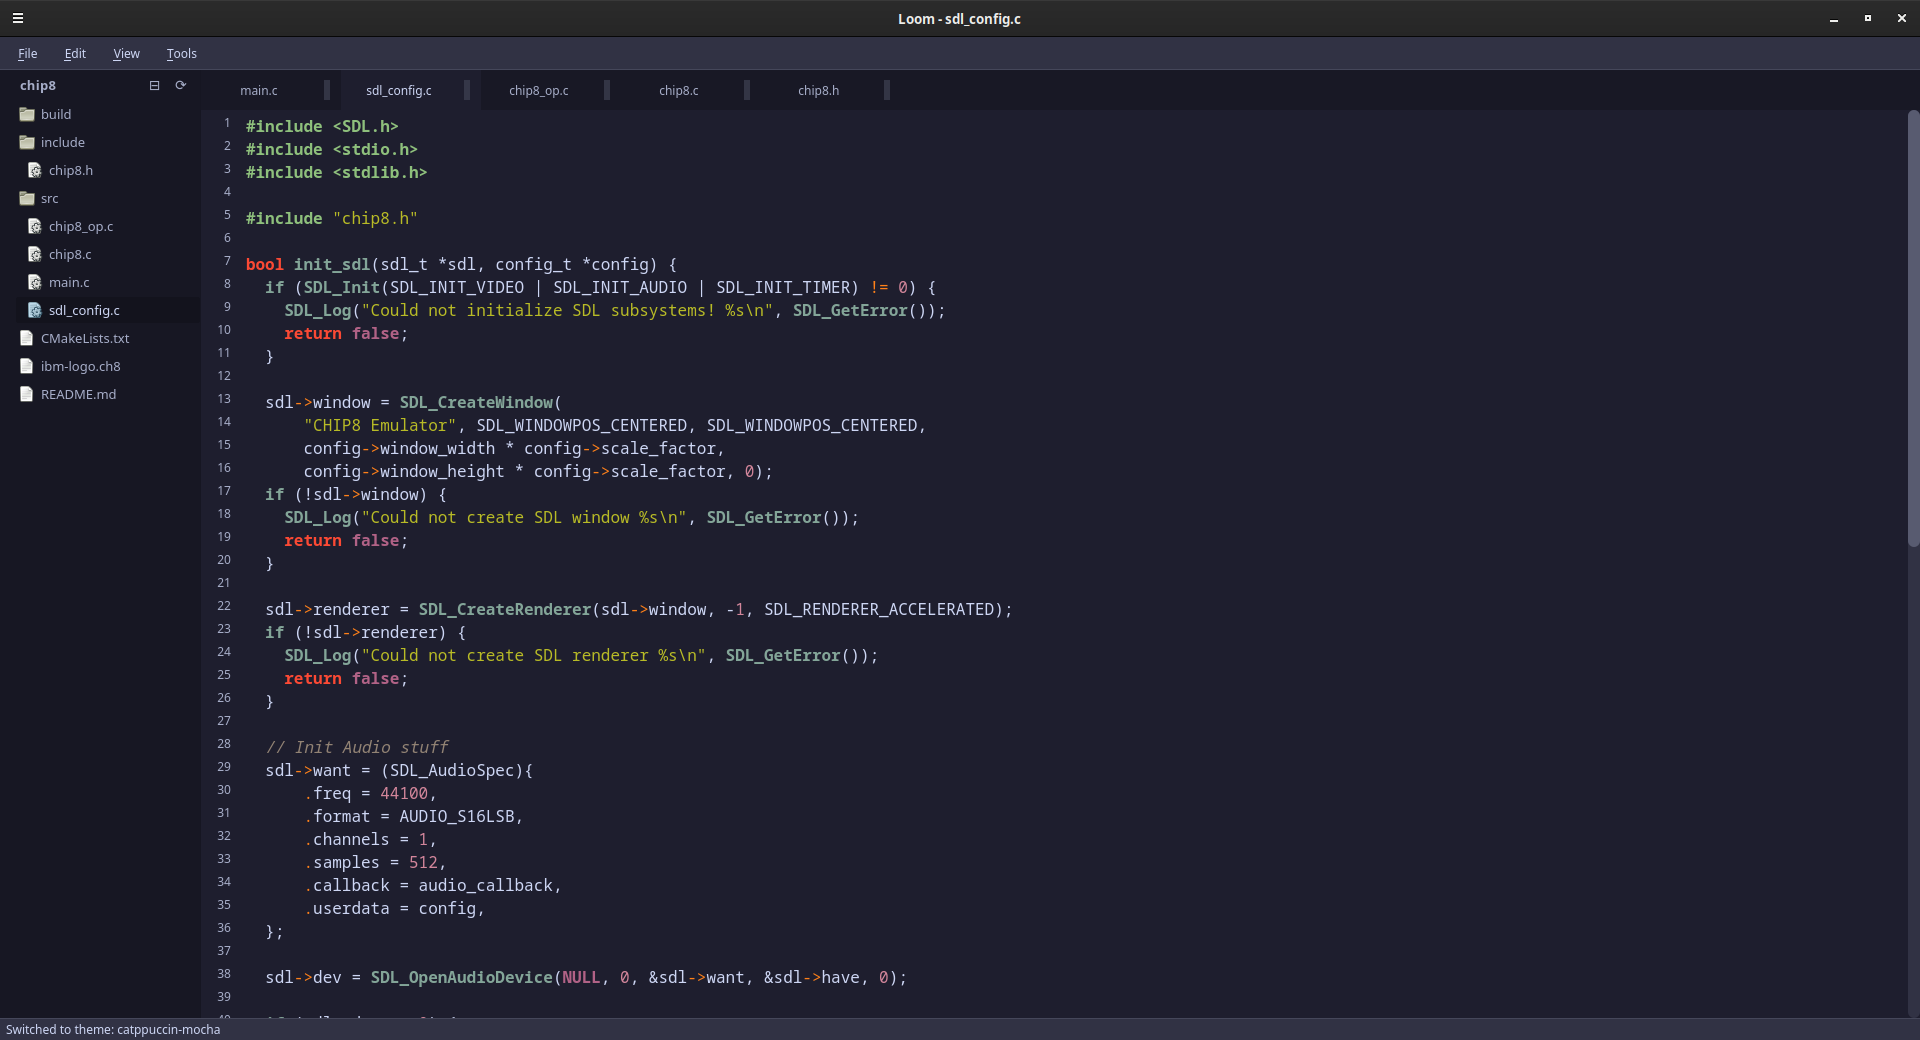 Loom - sdl_config.c
File Edit View Tools
chip8
build
include
chip8.h
src
chip8_op.c
chip8.c
main.c
sdl_config.c
CMakeLists.txt
ibm-logo.ch8
README.md
main.c sdl_config.c chip8_op.c chip8.c chip8.h
1 #include <SDL.h>
2 #include <stdio.h>
3 #include <stdlib.h>
4
5 #include "chip8.h"
6
7 bool init_sdl(sdl_t *sdl, config_t *config) {
8   if (SDL_Init(SDL_INIT_VIDEO | SDL_INIT_AUDIO | SDL_INIT_TIMER) != 0) {
9     SDL_Log("Could not initialize SDL subsystems! %s\n", SDL_GetError());
10     return false;
11   }
12
13   sdl->window = SDL_CreateWindow(
14       "CHIP8 Emulator", SDL_WINDOWPOS_CENTERED, SDL_WINDOWPOS_CENTERED,
15       config->window_width * config->scale_factor,
16       config->window_height * config->scale_factor, 0);
17   if (!sdl->window) {
18     SDL_Log("Could not create SDL window %s\n", SDL_GetError());
19     return false;
20   }
21
22   sdl->renderer = SDL_CreateRenderer(sdl->window, -1, SDL_RENDERER_ACCELERATED);
23   if (!sdl->renderer) {
24     SDL_Log("Could not create SDL renderer %s\n", SDL_GetError());
25     return false;
26   }
27
28   // Init Audio stuff
29   sdl->want = (SDL_AudioSpec){
30       .freq = 44100,
31       .format = AUDIO_S16LSB,
32       .channels = 1,
33       .samples = 512,
34       .callback = audio_callback,
35       .userdata = config,
36   };
37
38   sdl->dev = SDL_OpenAudioDevice(NULL, 0, &sdl->want, &sdl->have, 0);
39
Switched to theme: catppuccin-mocha